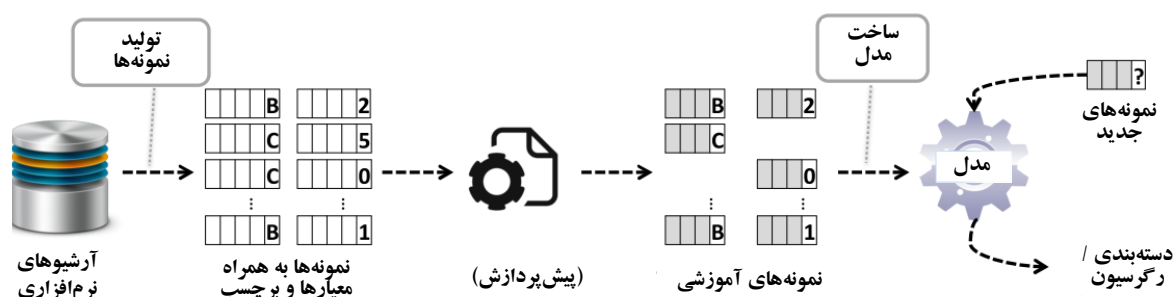 تولید
نمونه‌ها
ساخت
مدل
B 2
C 5
C 0
⋮ ⋮
B 1
B 2
C
0
⋮ ⋮
B 1
?
نمونه‌های
جدید
مدل
آرشیوهای
نرم‌افزاری
نمونه‌ها به همراه
معیارها و برچسب
(پیش‌پردازش)
نمونه‌های آموزشی
دسته‌بندی /
رگرسیون